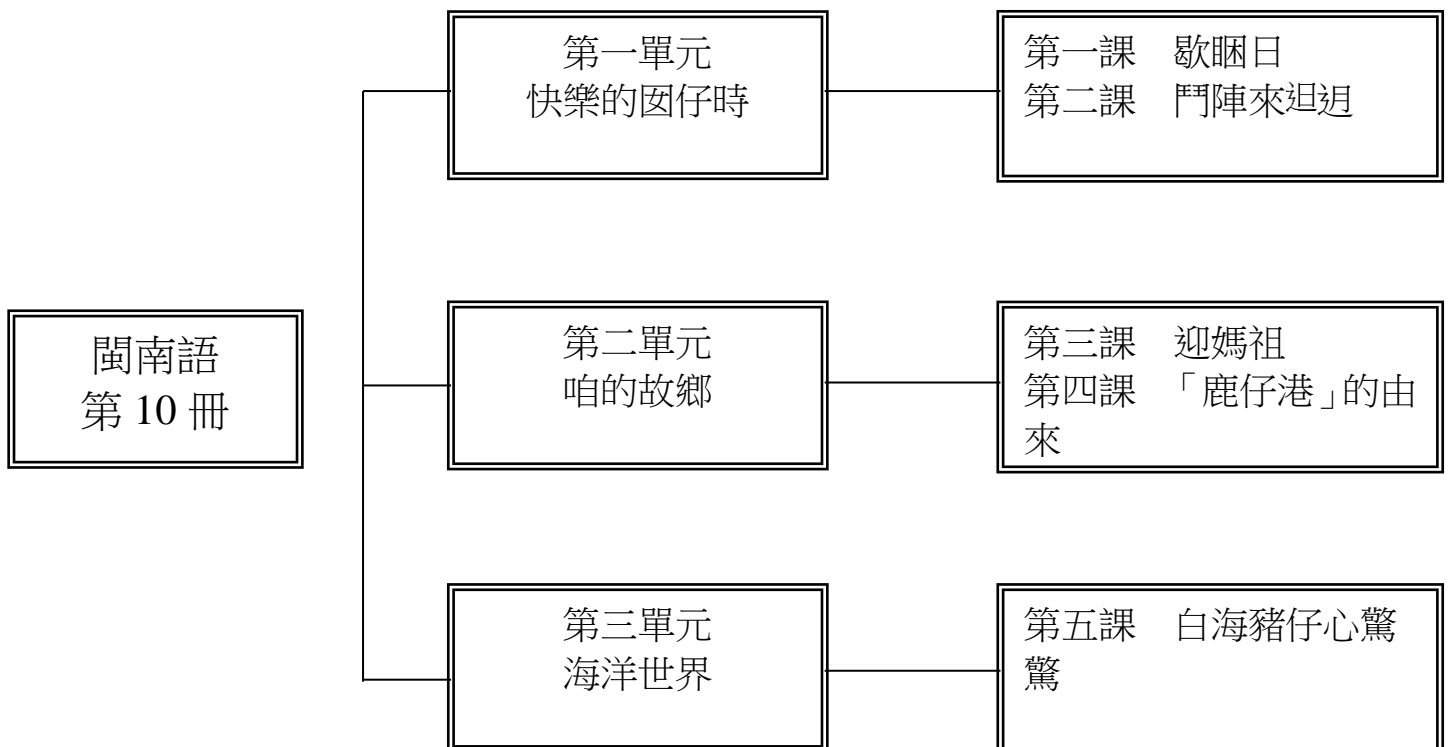 第一單元
快樂的囡仔時
第一課　歇睏日
第二課　鬥陣來𨑨迌
閩南語
第 10 冊
第二單元
咱的故鄉
第三課　迎媽祖
第四課　「鹿仔港」的由
來
第三單元
海洋世界
第五課　白海豬仔心驚
驚